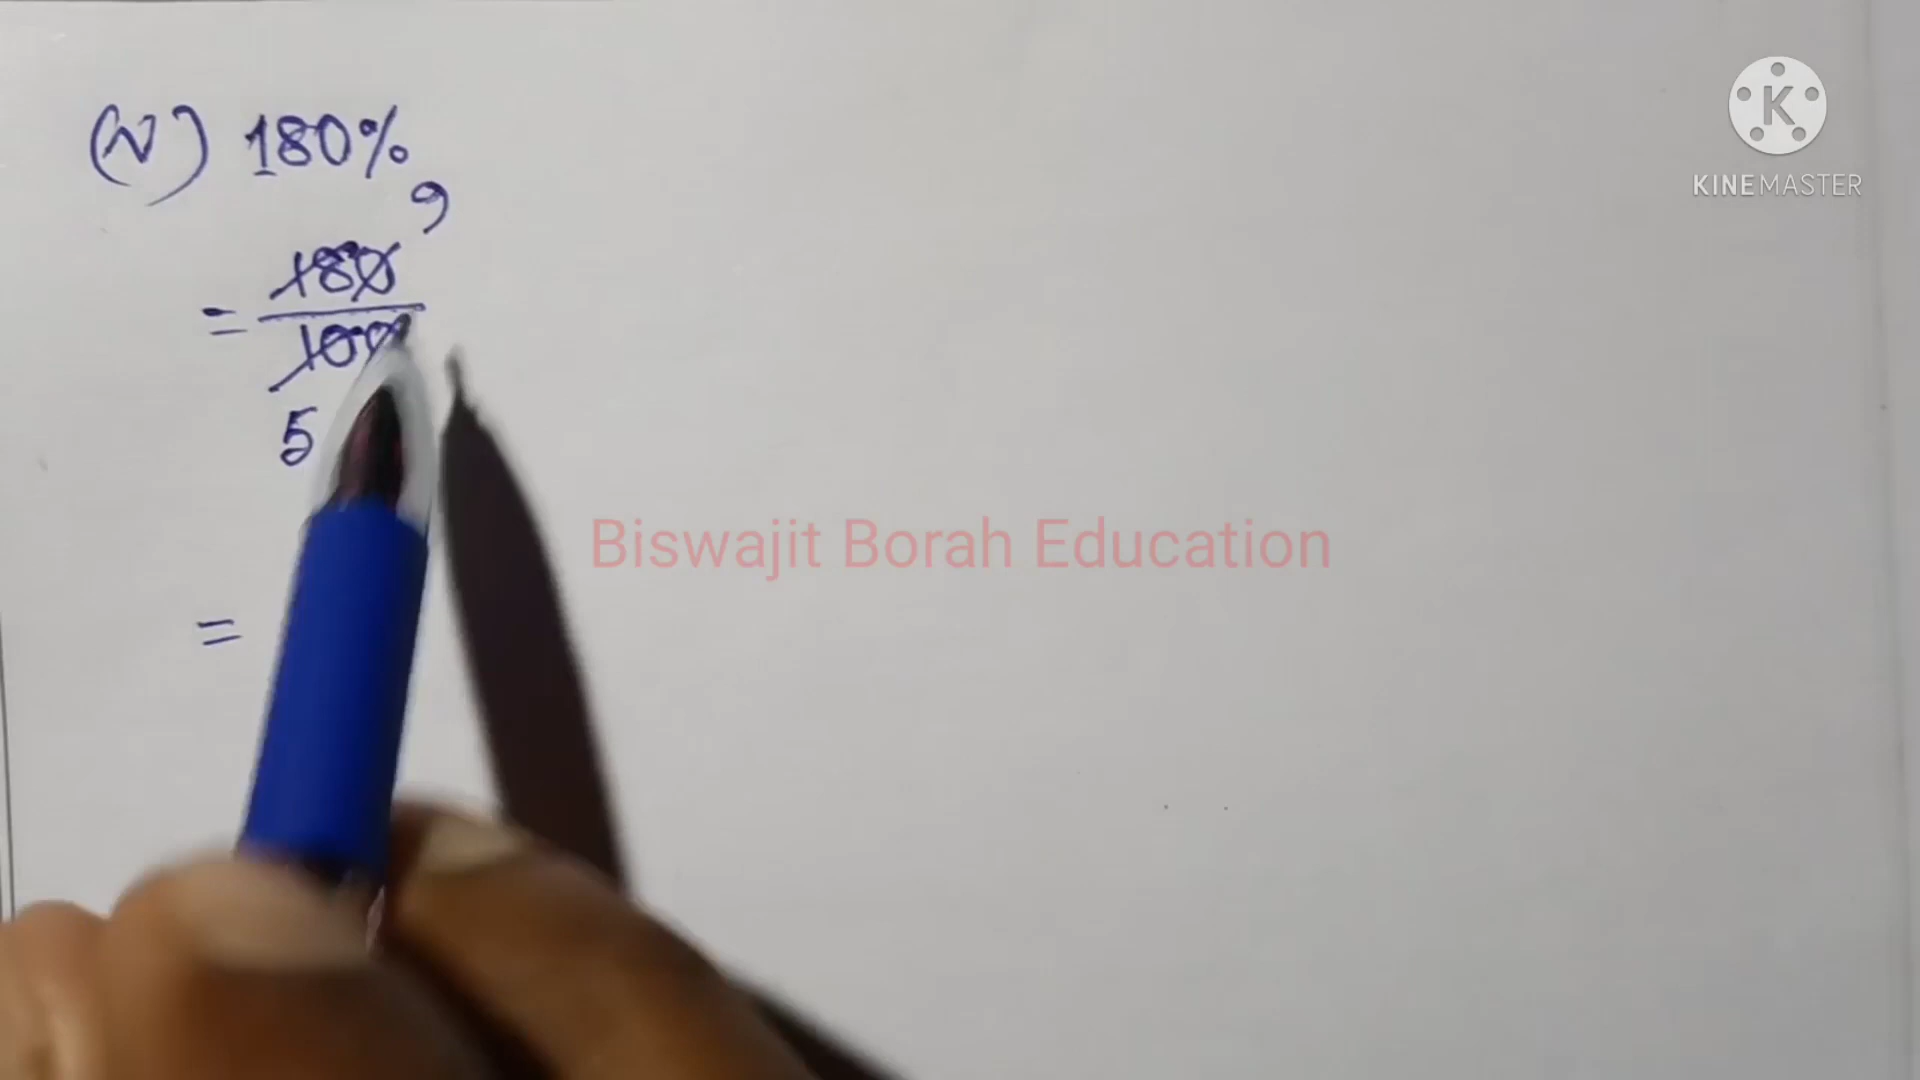 (v) 180%
9
= 180/100
5
=
KINEMASTER
Biswajit Borah Education